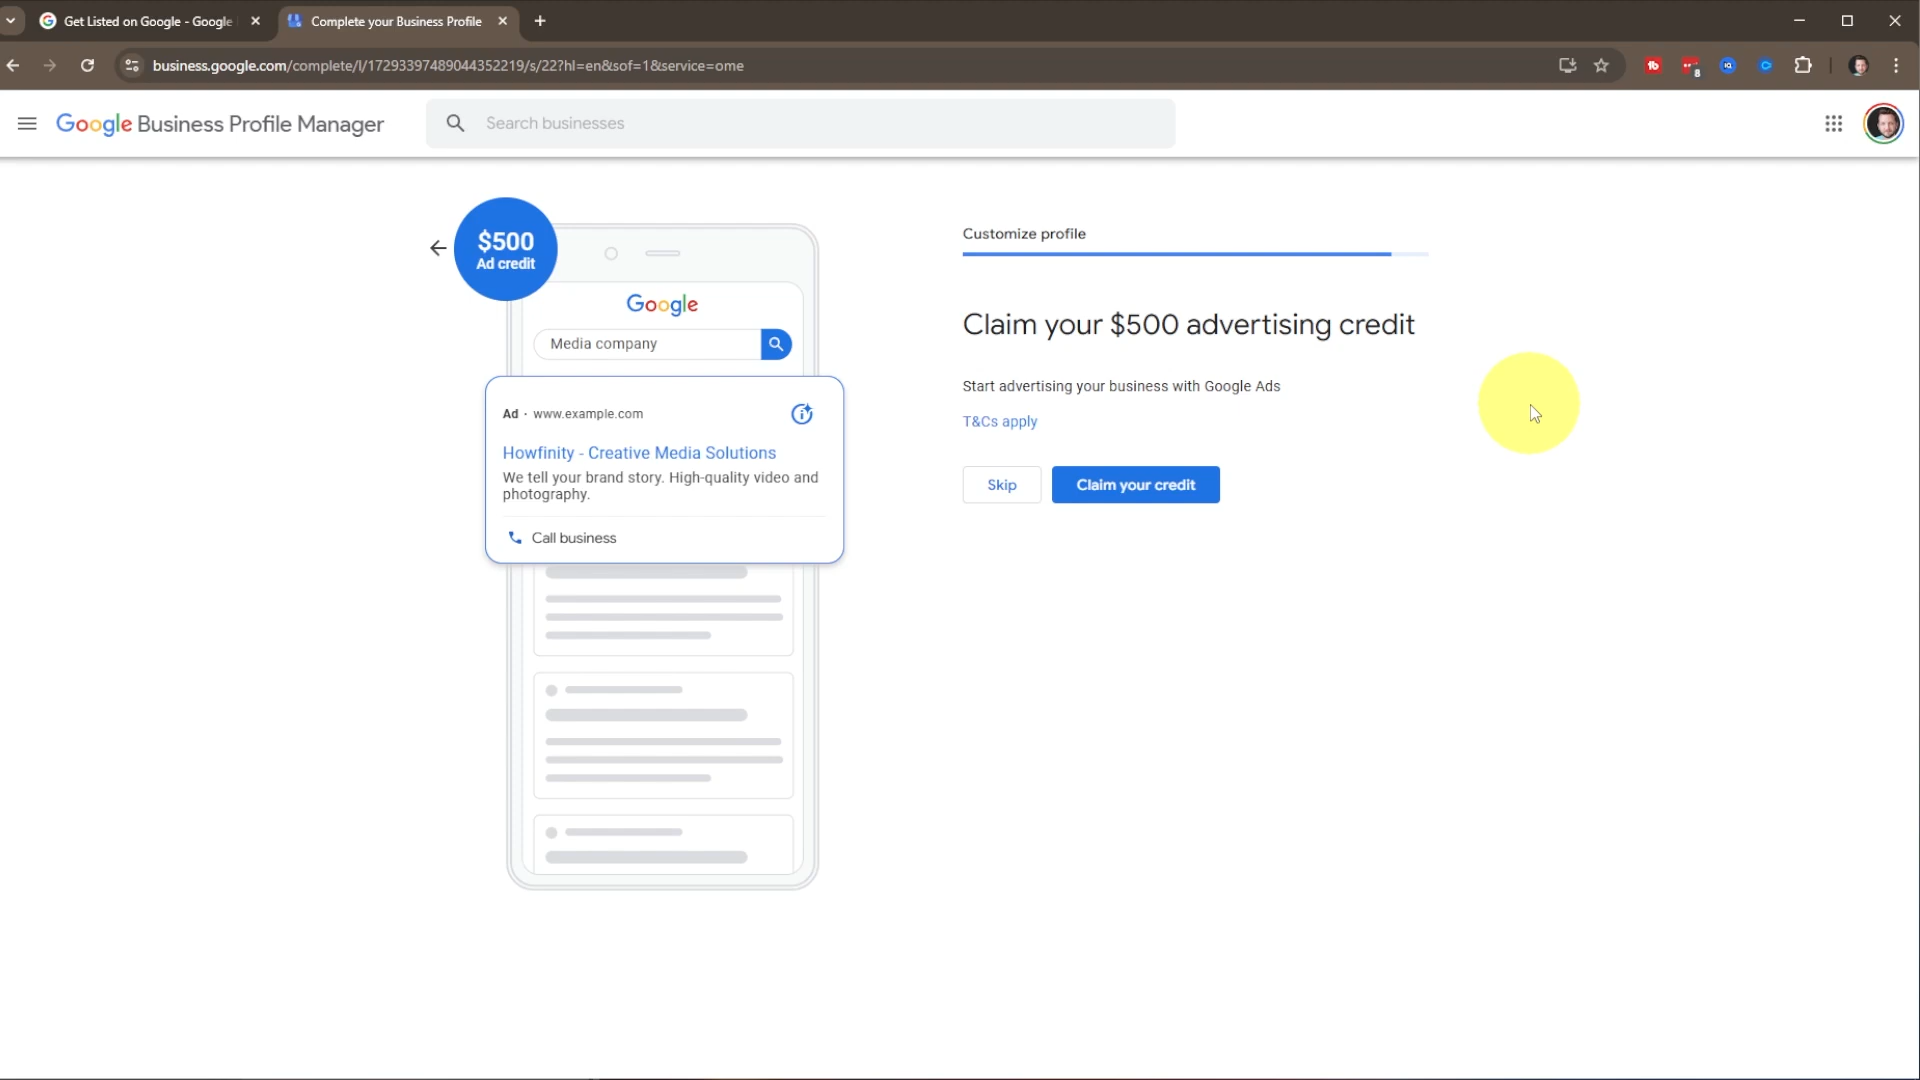 Get Listed on Google - Google
Complete your Business Profile
business.google.com/complete/l/17293397489044352219/s/22?hl=en&sof=1&service=ome
8
Google Business Profile Manager
Search businesses
$500
Ad credit
Google
Media company
Ad · www.example.com
Howfinity - Creative Media Solutions
We tell your brand story. High-quality video and
photography.
Call business
Customize profile
Claim your $500 advertising credit
Start advertising your business with Google Ads
T&Cs apply
Skip
Claim your credit